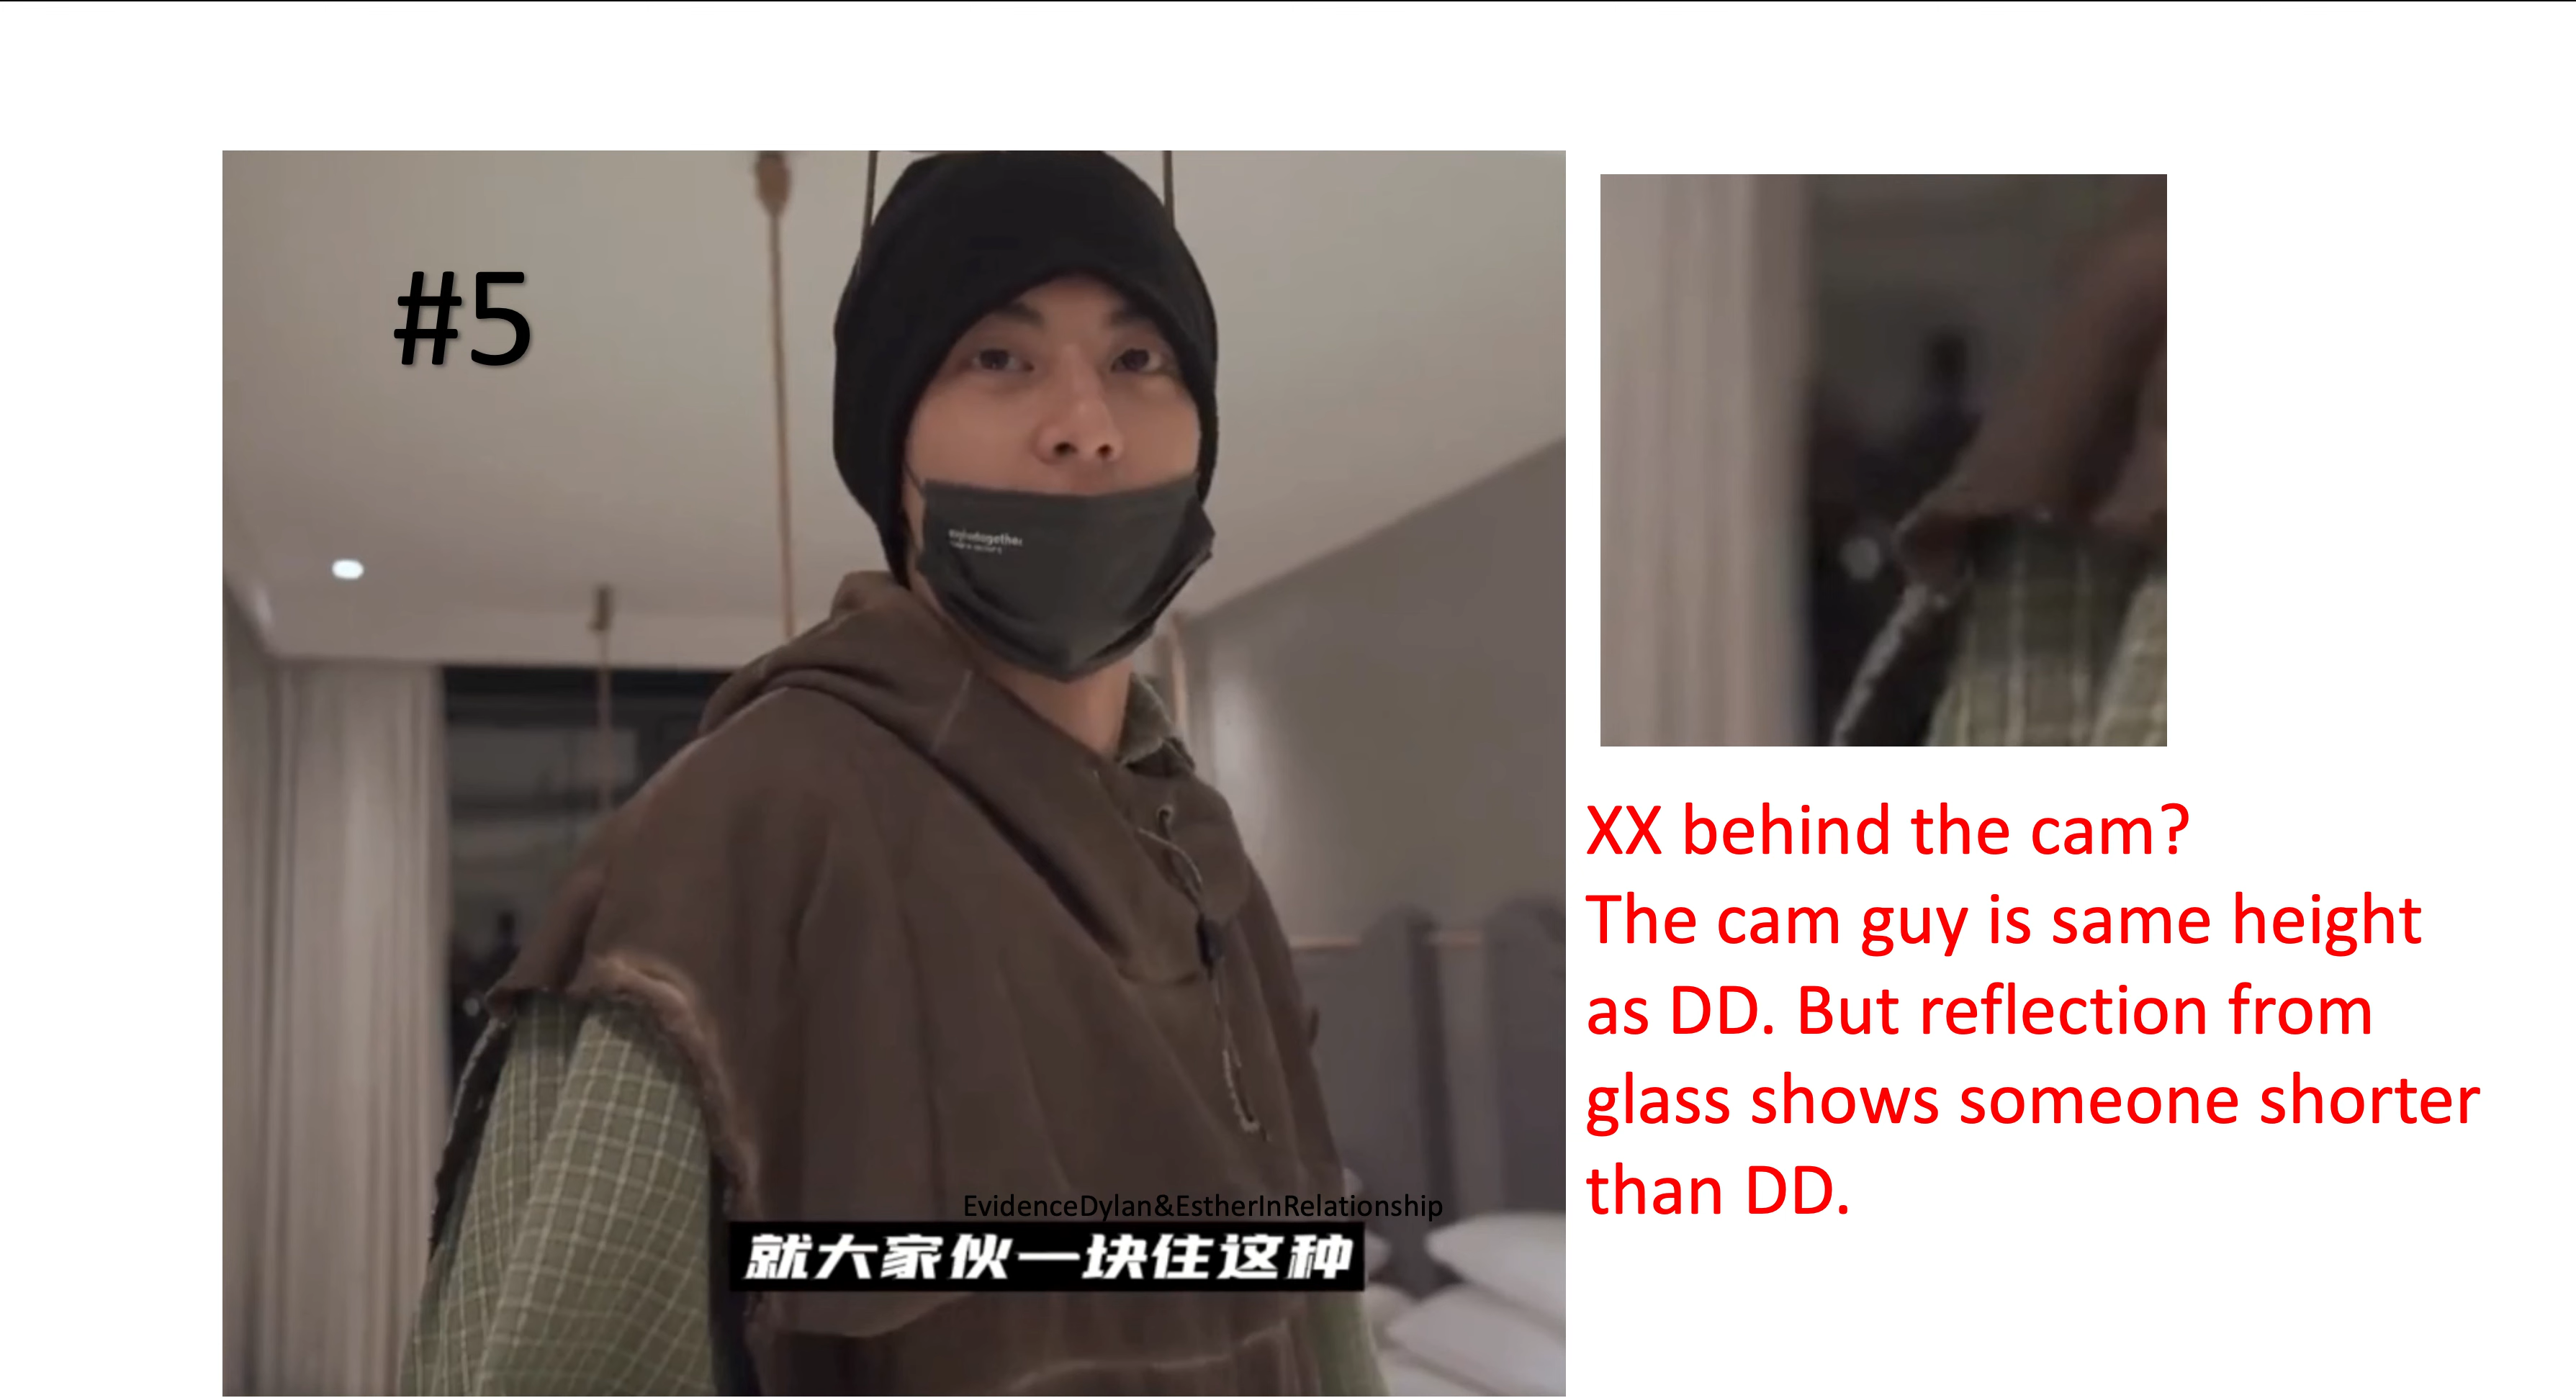 #5
XX behind the cam?
The cam guy is same height
as DD. But reflection from
glass shows someone shorter
than DD.
EvidenceDylan&EstherInRelationship
就大家伙一块住这种